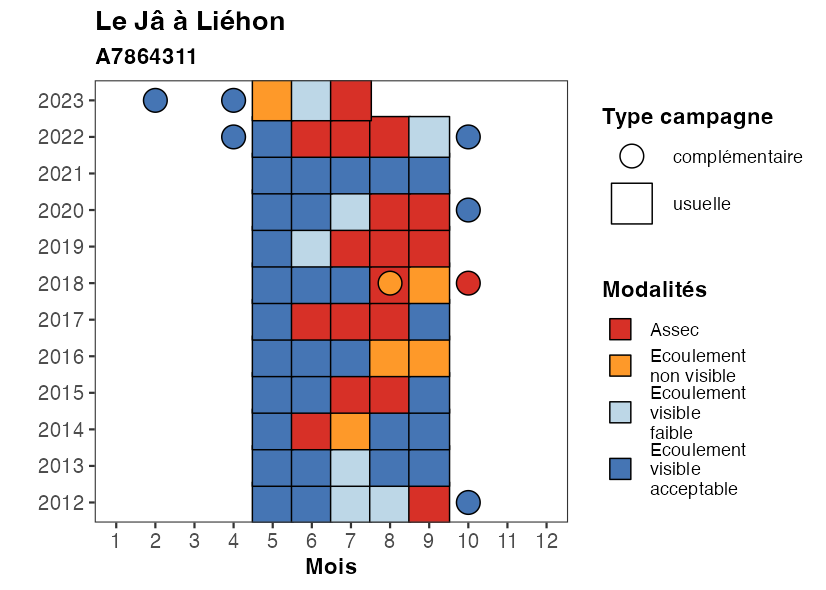 Le Jâ à Liéhon
A7864311
2023
2022
2021
2020
2019
2018
2017
2016
2015
2014
2013
2012
1 2 3 4 5 6 7 8 9 10 11 12
Mois
Type campagne
complémentaire
usuelle
Modalités
Assec
Ecoulement
non visible
Ecoulement
visible
faible
Ecoulement
visible
acceptable